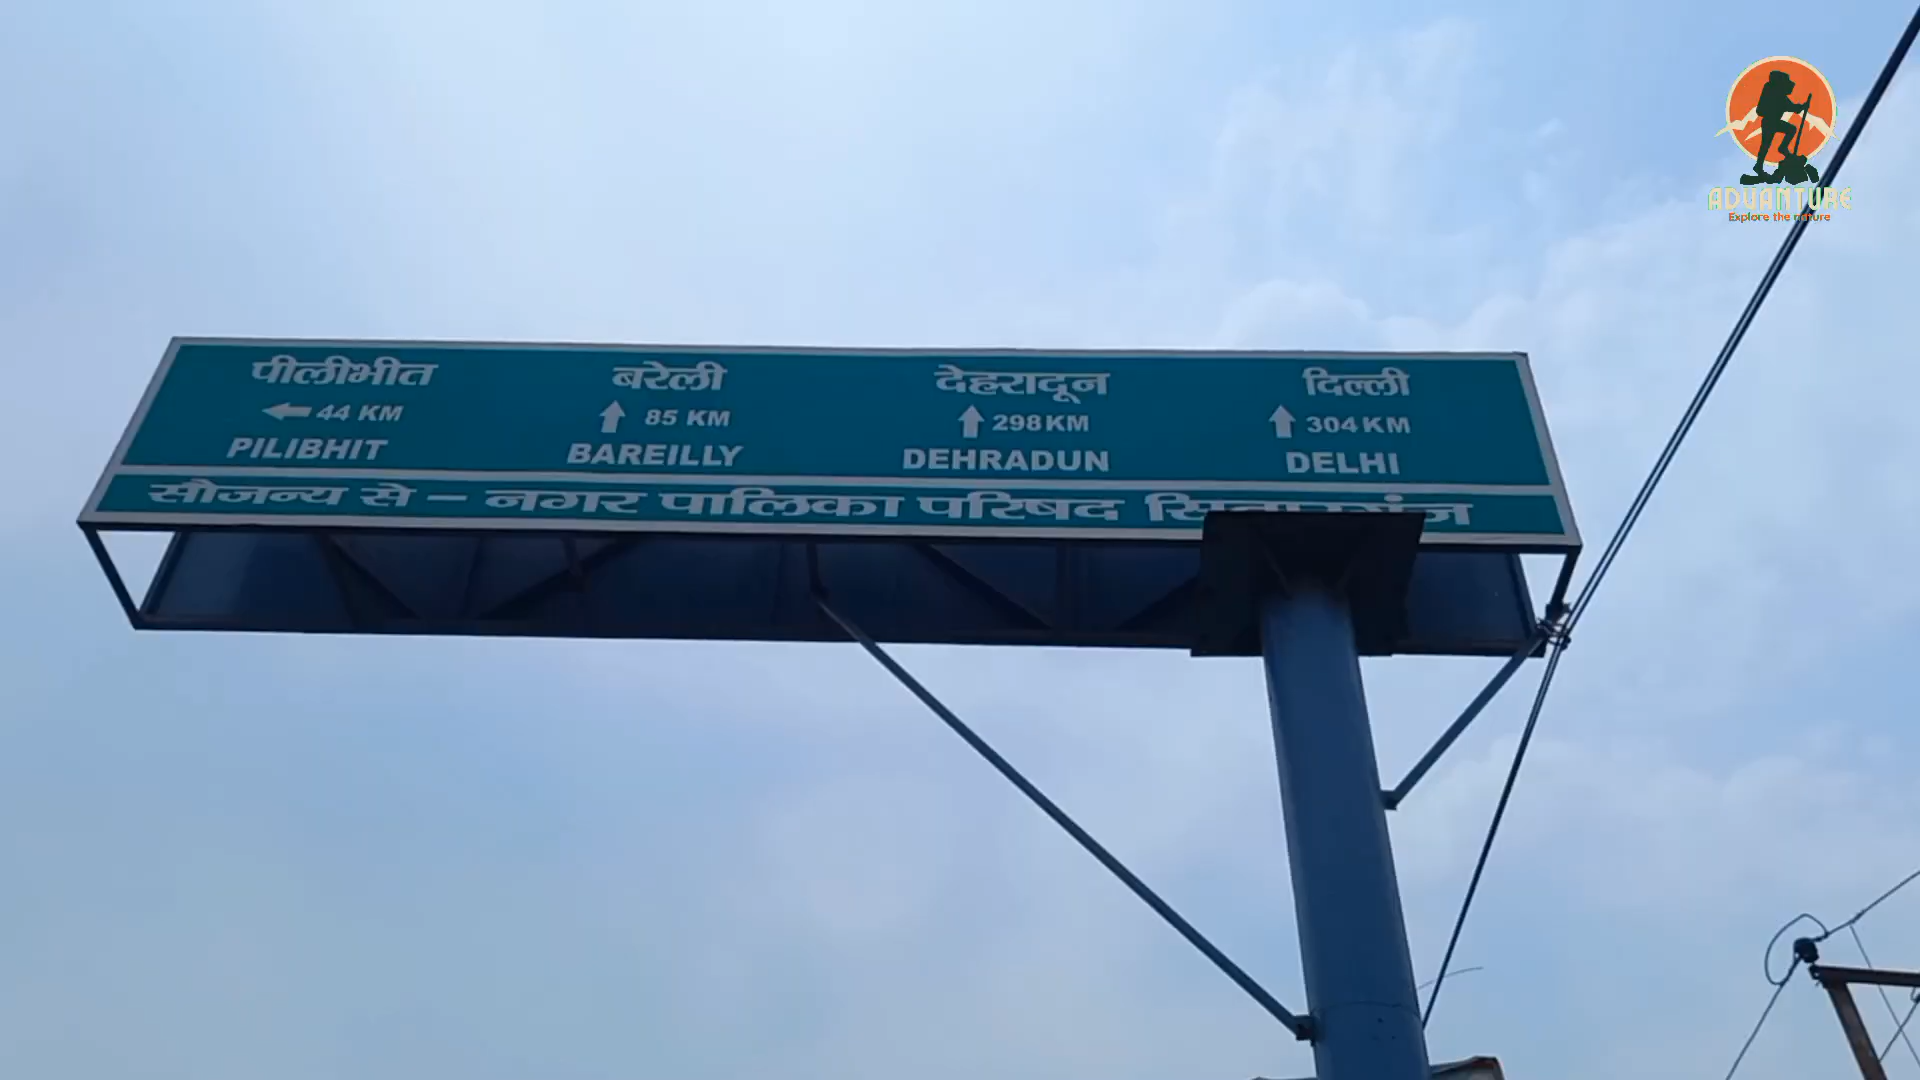 पीलीभीत
44 KM
PILIBHIT
बरेली
85 KM
BAREILLY
देहरादून
298 KM
DEHRADUN
दिल्ली
304 KM
DELHI
सौजन्य से – नगर पालिका परिषद
ADVANTURE
Explore the nature